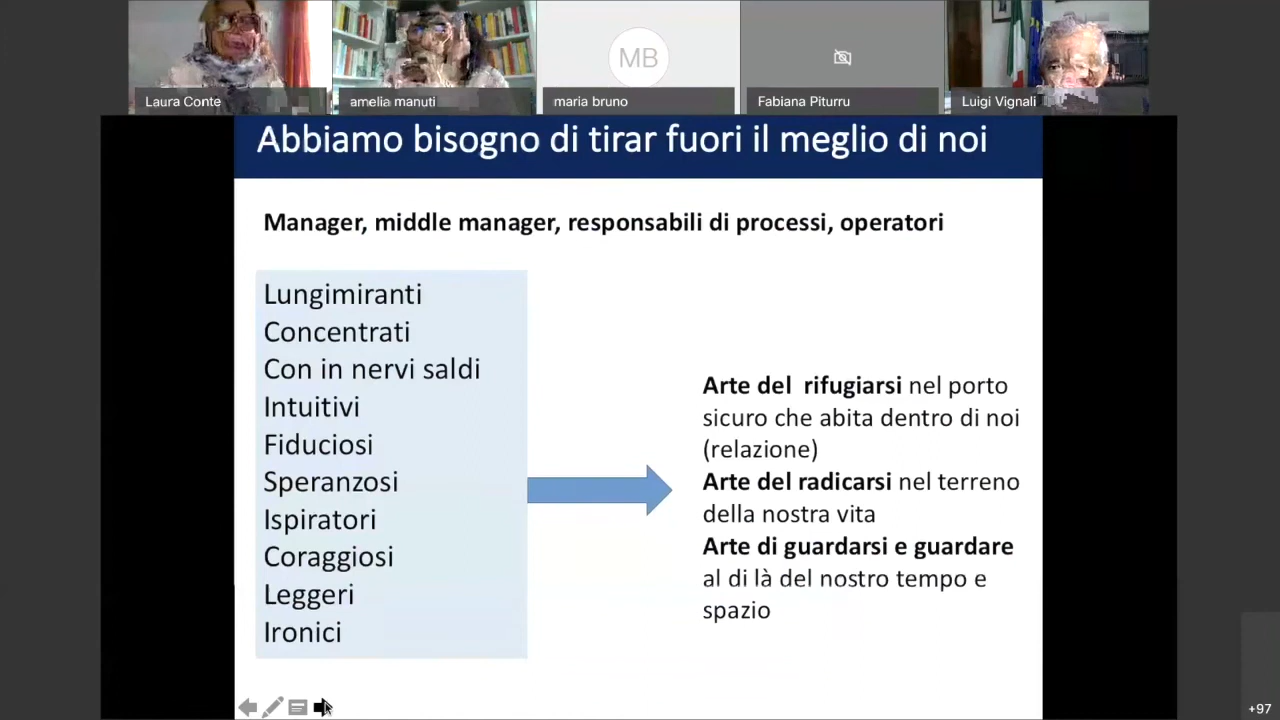 MB
Laura Conte
amelia manuti
maria bruno
Fabiana Piturru
Luigi Vignali
Abbiamo bisogno di tirar fuori il meglio di noi
Manager, middle manager, responsabili di processi, operatori
Lungimiranti
Concentrati
Con in nervi saldi
Intuitivi
Fiduciosi
Speranzosi
Ispiratori
Coraggiosi
Leggeri
Ironici
Arte del rifugiarsi nel porto
sicuro che abita dentro di noi
(relazione)
Arte del radicarsi nel terreno
della nostra vita
Arte di guardarsi e guardare
al di là del nostro tempo e
spazio
+97